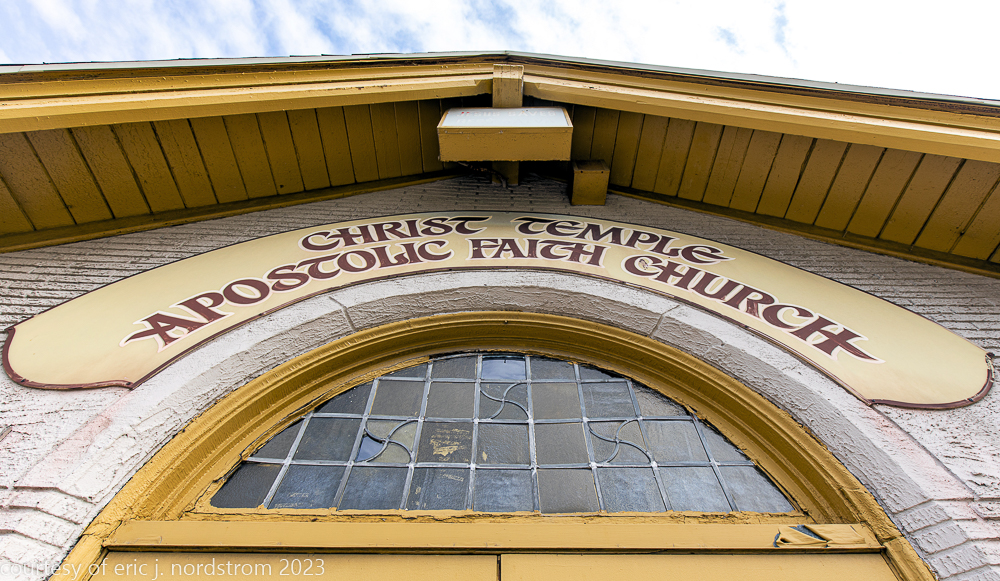 CHRIST TEMPLE
APOSTOLIC FAITH CHURCH
courtesy of eric j. nordstrom 2023